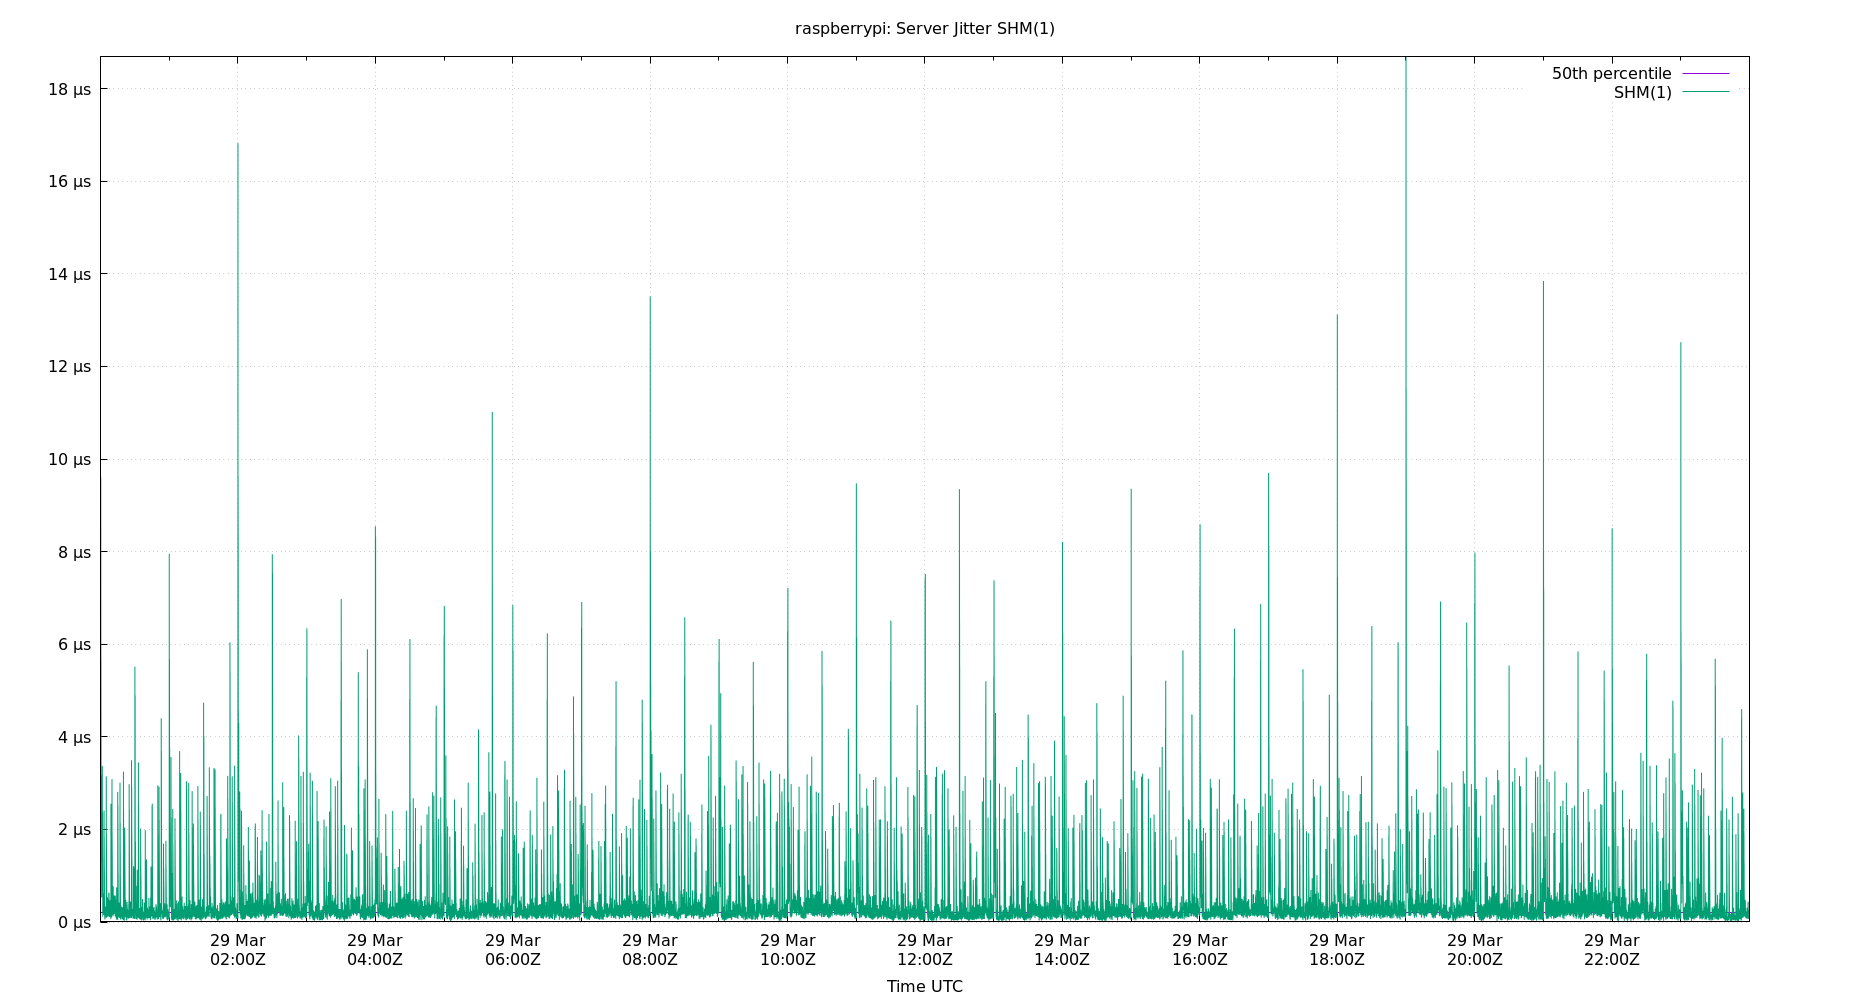 raspberrypi: Server Jitter SHM(1)
50th percentile
SHM(1)
18 µs
16 µs
14 µs
12 µs
10 µs
8 µs
6 µs
4 µs
2 µs
0 µs
29 Mar 29 Mar 29 Mar 29 Mar 29 Mar 29 Mar 29 Mar 29 Mar 29 Mar 29 Mar 29 Mar
02:00Z 04:00Z 06:00Z 08:00Z 10:00Z 12:00Z 14:00Z 16:00Z 18:00Z 20:00Z 22:00Z
Time UTC